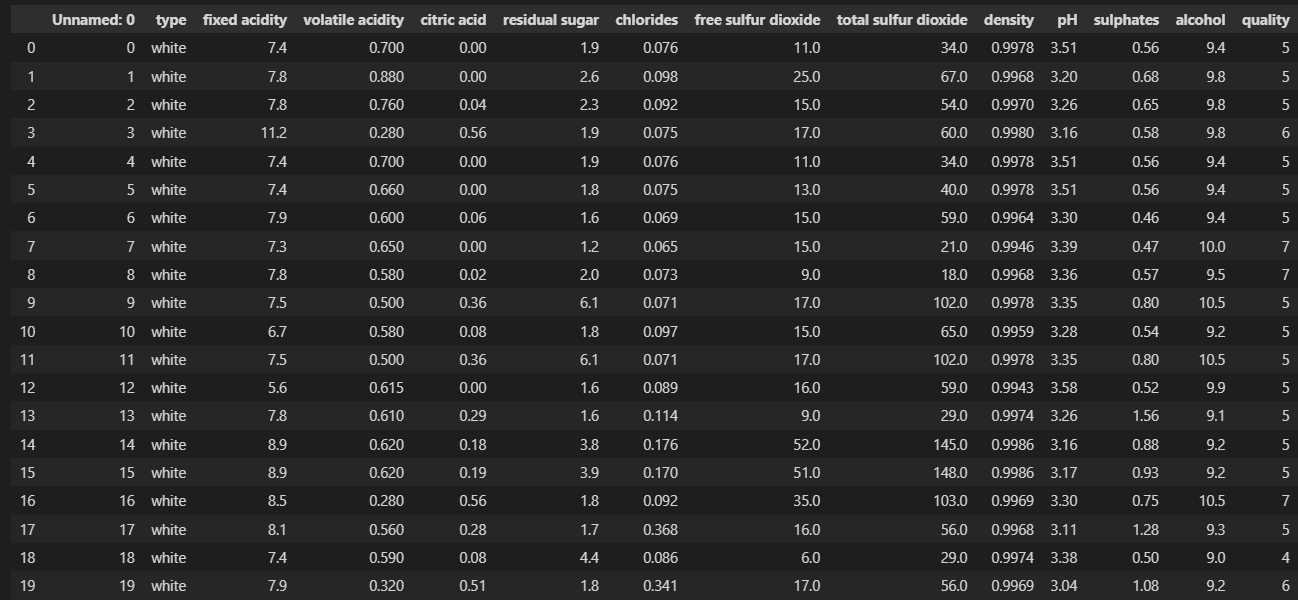 Unnamed: 0 type fixed acidity volatile acidity citric acid residual sugar chlorides free sulfur dioxide total sulfur dioxide density pH sulphates alcohol quality
0 0 white 7.4 0.700 0.00 1.9 0.076 11.0 34.0 0.9978 3.51 0.56 9.4 5
1 1 white 7.8 0.880 0.00 2.6 0.098 25.0 67.0 0.9968 3.20 0.68 9.8 5
2 2 white 7.8 0.760 0.04 2.3 0.092 15.0 54.0 0.9970 3.26 0.65 9.8 5
3 3 white 11.2 0.280 0.56 1.9 0.075 17.0 60.0 0.9980 3.16 0.58 9.8 6
4 4 white 7.4 0.700 0.00 1.9 0.076 11.0 34.0 0.9978 3.51 0.56 9.4 5
5 5 white 7.4 0.660 0.00 1.8 0.075 13.0 40.0 0.9978 3.51 0.56 9.4 5
6 6 white 7.9 0.600 0.06 1.6 0.069 15.0 59.0 0.9964 3.30 0.46 9.4 5
7 7 white 7.3 0.650 0.00 1.2 0.065 15.0 21.0 0.9946 3.39 0.47 10.0 7
8 8 white 7.8 0.580 0.02 2.0 0.073 9.0 18.0 0.9968 3.36 0.57 9.5 7
9 9 white 7.5 0.500 0.36 6.1 0.071 17.0 102.0 0.9978 3.35 0.80 10.5 5
10 10 white 6.7 0.580 0.08 1.8 0.097 15.0 65.0 0.9959 3.28 0.54 9.2 5
11 11 white 7.5 0.500 0.36 6.1 0.071 17.0 102.0 0.9978 3.35 0.80 10.5 5
12 12 white 5.6 0.615 0.00 1.6 0.089 16.0 59.0 0.9943 3.58 0.52 9.9 5
13 13 white 7.8 0.610 0.29 1.6 0.114 9.0 29.0 0.9974 3.26 1.56 9.1 5
14 14 white 8.9 0.620 0.18 3.8 0.176 52.0 145.0 0.9986 3.16 0.88 9.2 5
15 15 white 8.9 0.620 0.19 3.9 0.170 51.0 148.0 0.9986 3.17 0.93 9.2 5
16 16 white 8.5 0.280 0.56 1.8 0.092 35.0 103.0 0.9969 3.30 0.75 10.5 7
17 17 white 8.1 0.560 0.28 1.7 0.368 16.0 56.0 0.9968 3.11 1.28 9.3 5
18 18 white 7.4 0.590 0.08 4.4 0.086 6.0 29.0 0.9974 3.38 0.50 9.0 4
19 19 white 7.9 0.320 0.51 1.8 0.341 17.0 56.0 0.9969 3.04 1.08 9.2 6